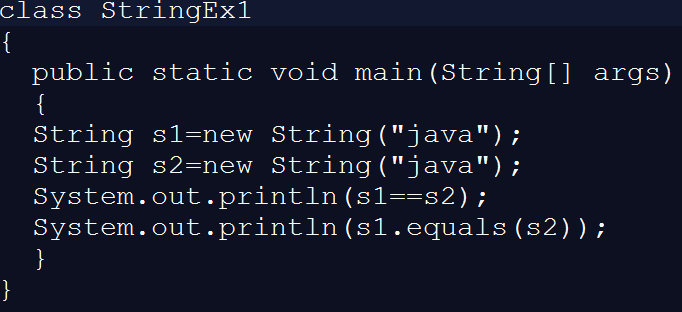 class StringEx1
{
public static void main(String[] args)
{
String s1=new String("java");
String s2=new String("java");
System.out.println(s1==s2);
System.out.println(s1.equals(s2));
}
}